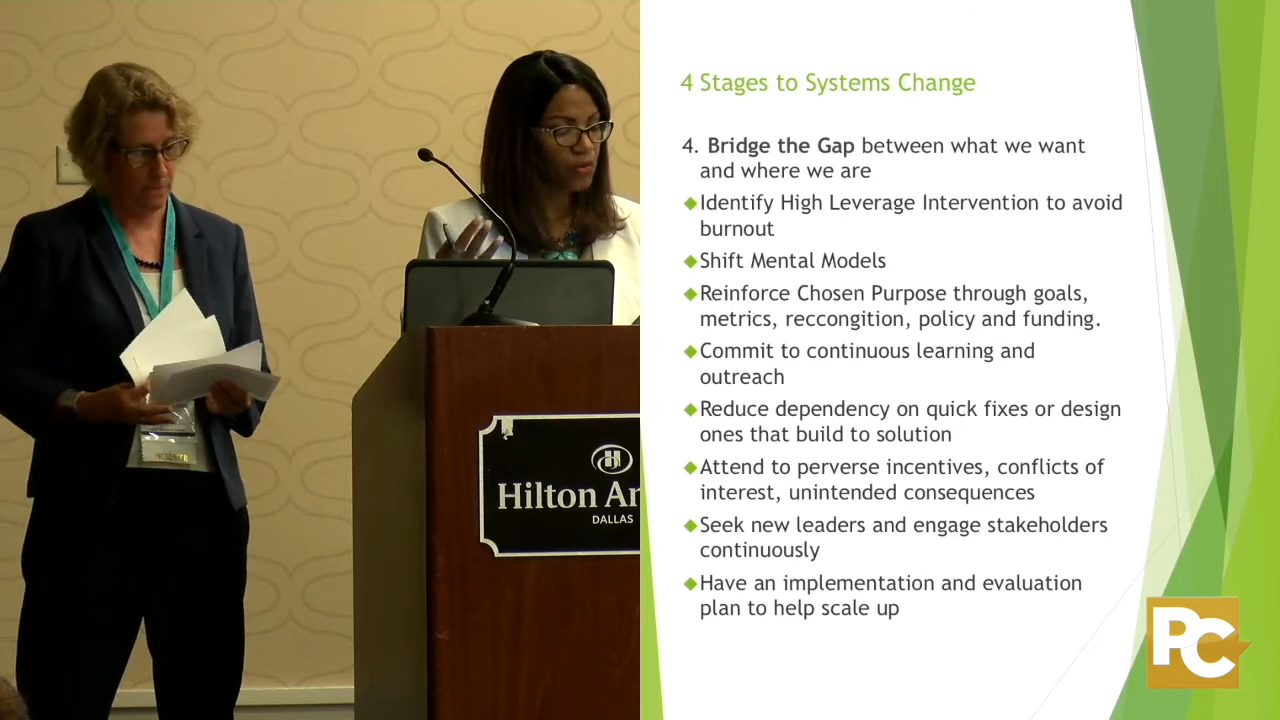 4 Stages to Systems Change
4. Bridge the Gap between what we want
and where we are
Identify High Leverage Intervention to avoid
burnout
Shift Mental Models
Reinforce Chosen Purpose through goals,
metrics, reccongition, policy and funding.
Commit to continuous learning and
outreach
Reduce dependency on quick fixes or design
ones that build to solution
Attend to perverse incentives, conflicts of
interest, unintended consequences
Seek new leaders and engage stakeholders
continuously
Have an implementation and evaluation
plan to help scale up
PRESENTER
H
Hilton An
DALLAS
PC